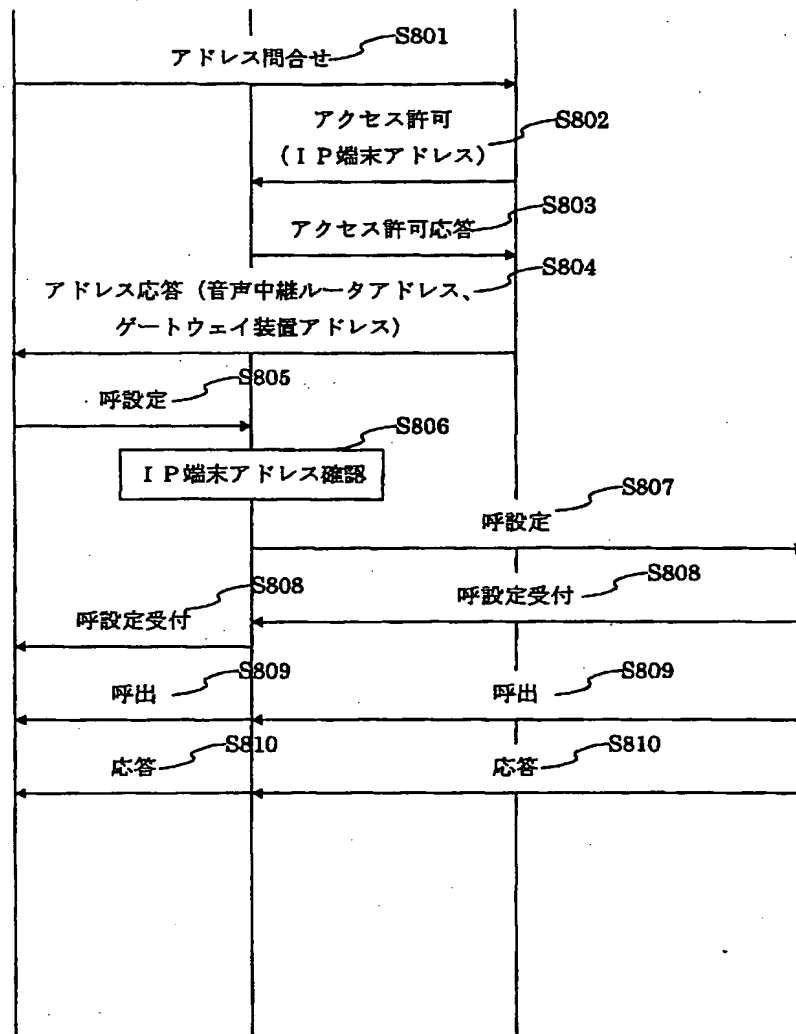 S801
アドレス問合せ
アクセス許可
S802
(IP端末アドレス)
S803
アクセス許可応答
S804
アドレス応答(音声中継ルータアドレス、
ゲートウェイ装置アドレス)
S805
呼設定
S806
IP端末アドレス確認
S807
呼設定
S808
呼設定受付
S808
呼設定受付
S809
呼出
S809
呼出
S810
応答
S810
応答